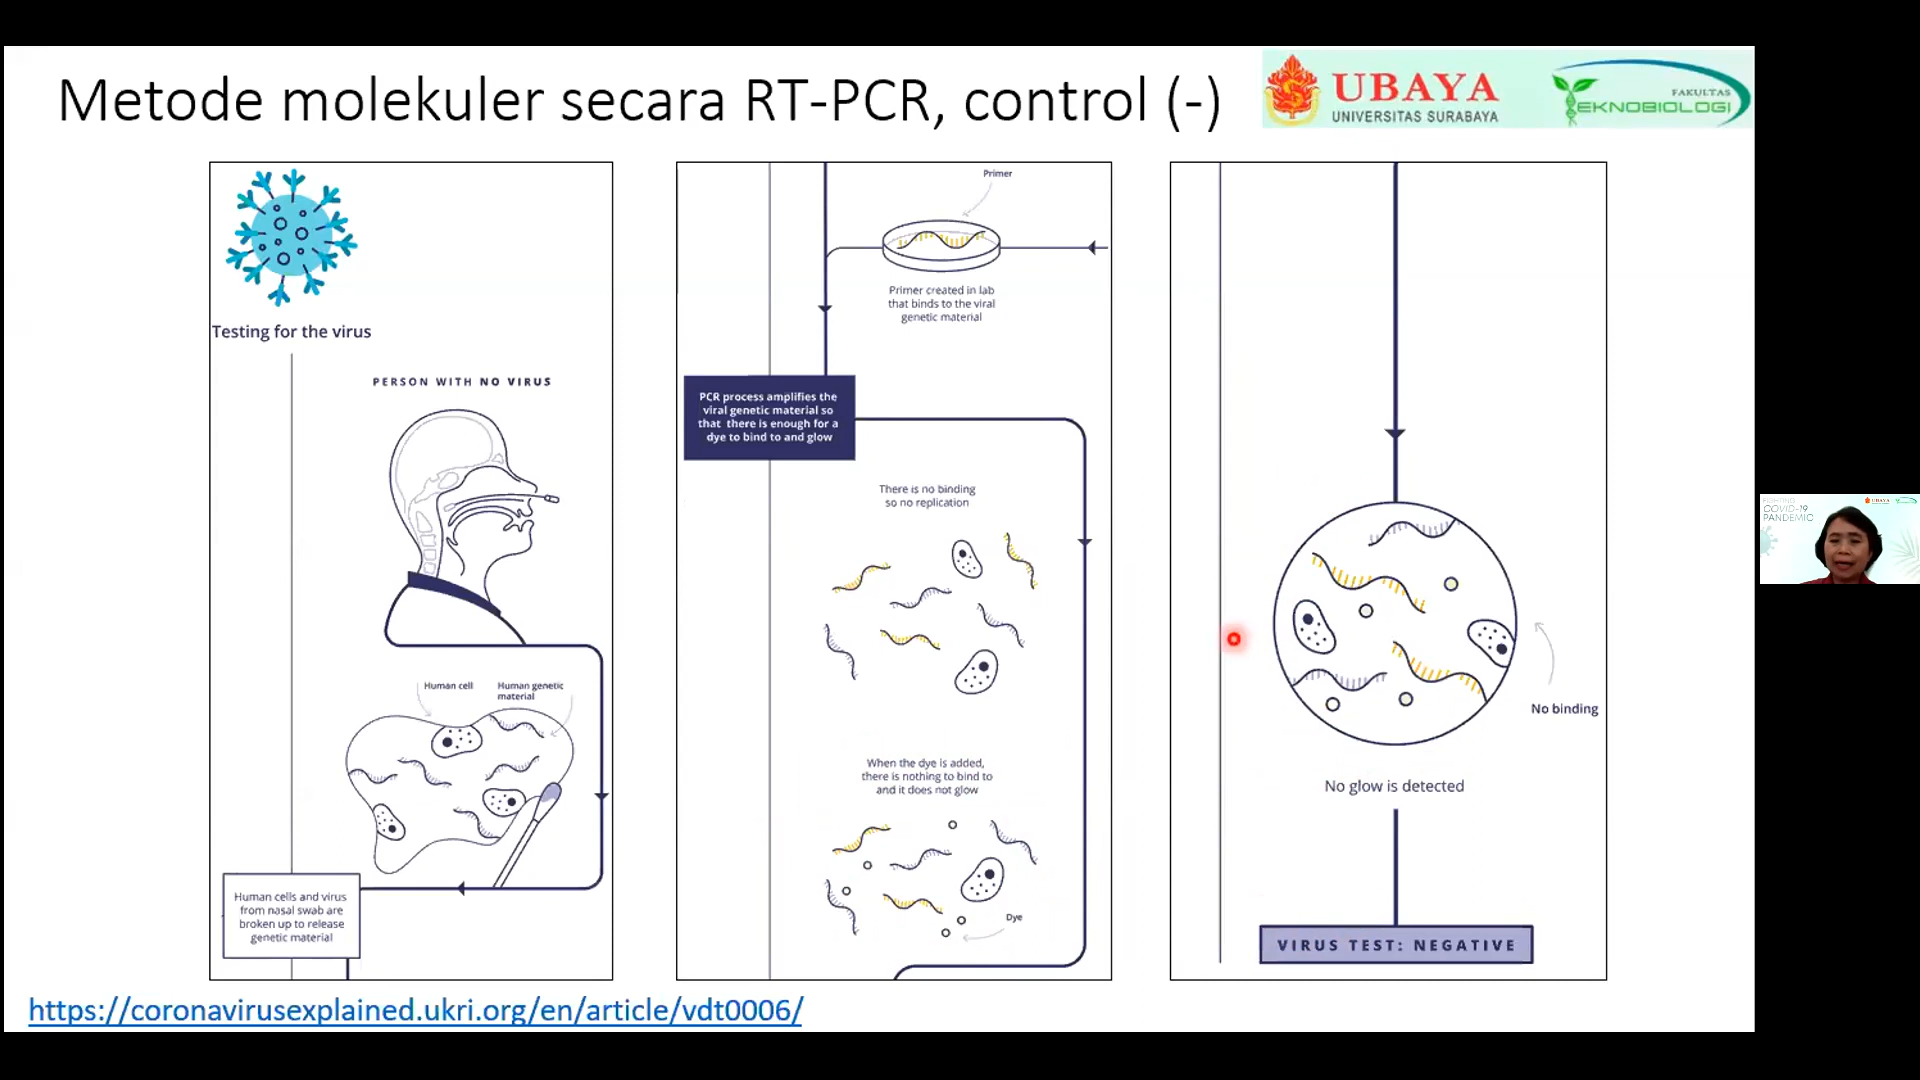 Metode molekuler secara RT-PCR, control (-)
UBAYA
UNIVERSITAS SURABAYA
FAKULTAS
TEKNOBIOLOGI
Testing for the virus
PERSON WITH NO VIRUS
Human cell
Human genetic
material
Human cells and virus
from nasal swab are
broken up to release
genetic material
Primer
Primer created in lab
that binds to the viral
genetic material
PCR process amplifies the
viral genetic material so
that there is enough for a
dye to bind to and glow
There is no binding
so no replication
When the dye is added,
there is nothing to bind to
and it does not glow
Dye
No binding
No glow is detected
VIRUS TEST: NEGATIVE
https://coronavirusexplained.ukri.org/en/article/vdt0006/
FIGHTING
COVID-19
PANDEMIC
UBAYA